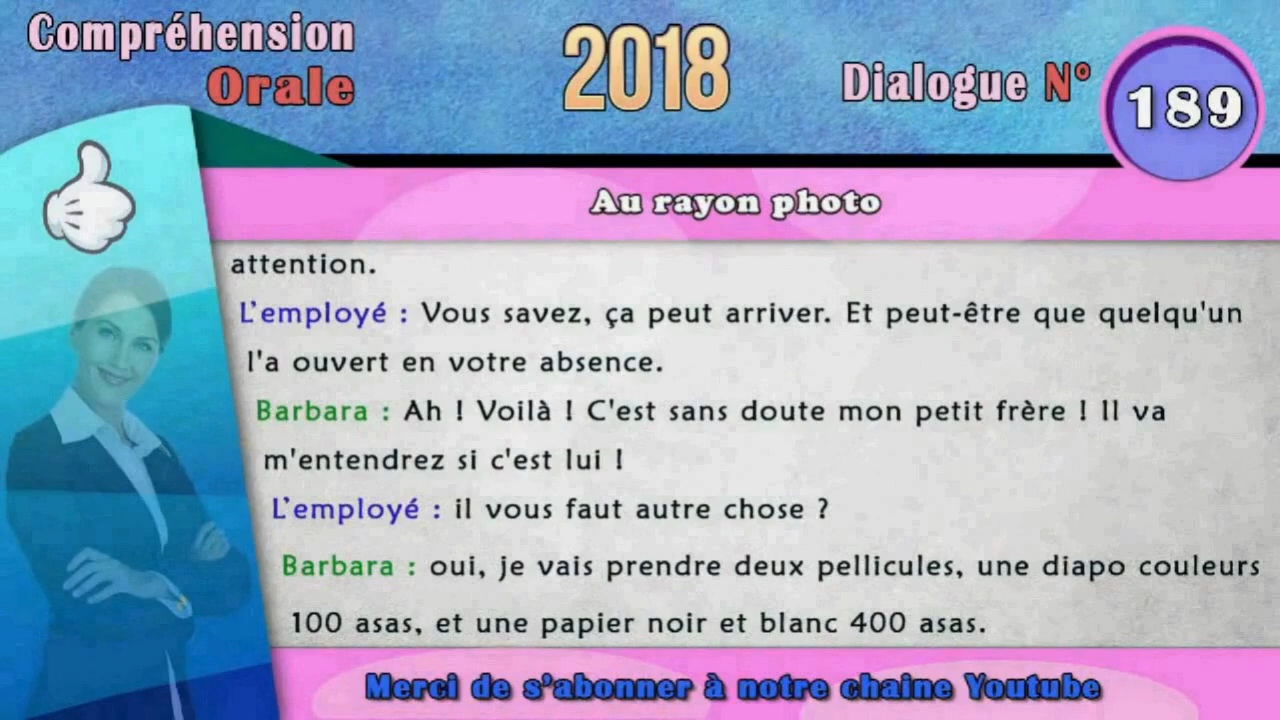 Compréhension
Orale
2018
Dialogue N°
189
Au rayon photo
attention.
L'employé : Vous savez, ça peut arriver. Et peut-être que quelqu'un
l'a ouvert en votre absence.
Barbara : Ah ! Voilà ! C'est sans doute mon petit frère ! Il va
m'entendrez si c'est lui !
L'employé : il vous faut autre chose ?
Barbara : oui, je vais prendre deux pellicules, une diapo couleurs
100 asas, et une papier noir et blanc 400 asas.
Merci de s'abonner à notre chaine Youtube